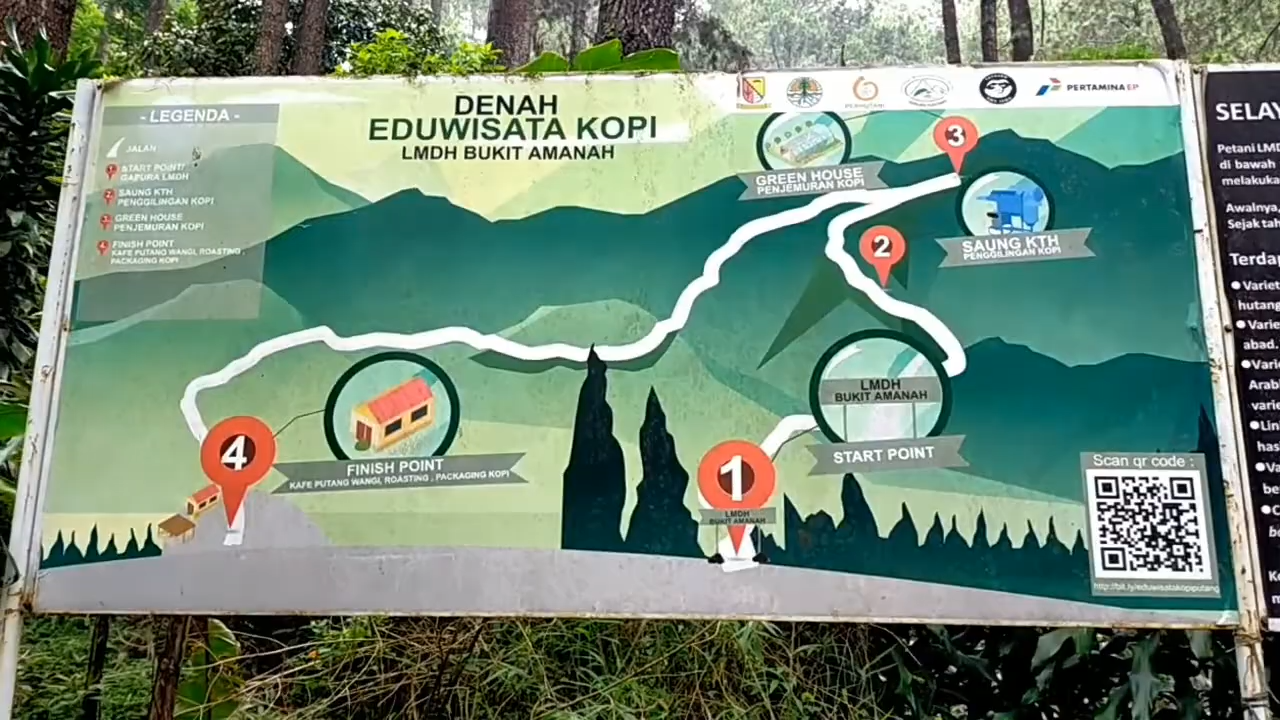 DENAH
EDUWISATA KOPI
LMDH BUKIT AMANAH
- LEGENDA -
JALAN
START POINT/
GAPURA LMDH
SAUNG KTH
PENGGILINGAN KOPI
GREEN HOUSE
PENJEMURAN KOPI
FINISH POINT
KAFE PUTANG WANGI, ROASTING ,
PACKAGING KOPI
PERHUTANI
PERTAMINA EP
3
GREEN HOUSE
PENJEMURAN KOPI
2
SAUNG KTH
PENGGILINGAN KOPI
LMDH
BUKIT AMANAH
START POINT
4
FINISH POINT
KAFE PUTANG WANGI, ROASTING , PACKAGING KOPI
1
LMDH
BUKIT AMANAH
Scan qr code :
http://bit.ly/eduwisatakopiputang
SELAV
Petani LMD
di bawah
melakuka
Awalnya,
Sejak tah
Terdap
●Variet
hutang
●Varie
abad.
●Varie
Arab
varie
●Lin
has
●Va
be